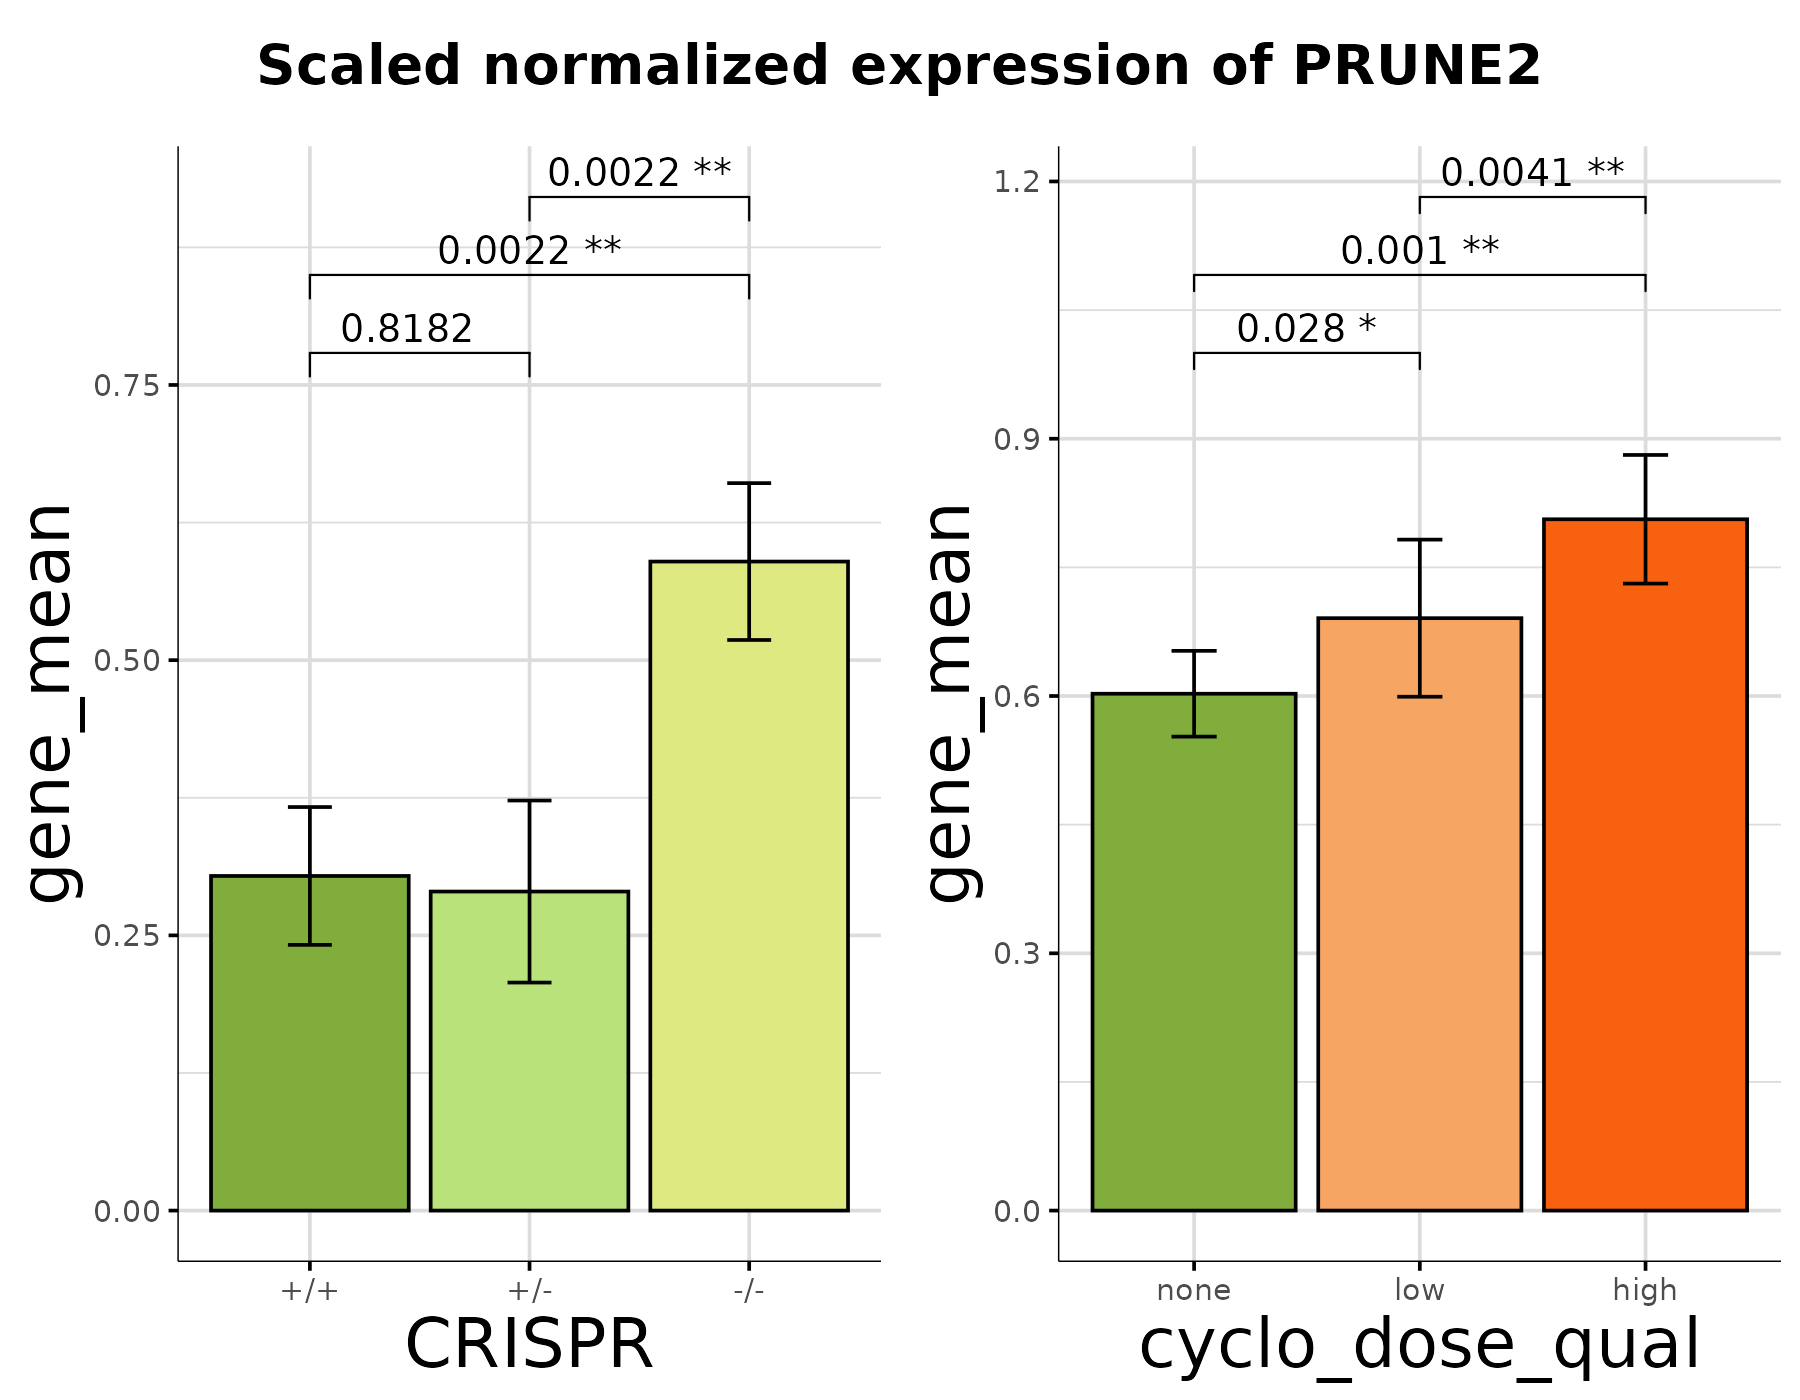 Scaled normalized expression of PRUNE2
0.0022 **
0.0022 **
0.8182
0.75
0.50
0.25
0.00
gene_mean
+/+ +/- -/-
CRISPR
0.0041 **
0.001 **
0.028 *
1.2
0.9
0.6
0.3
0.0
gene_mean
none low high
cyclo_dose_qual